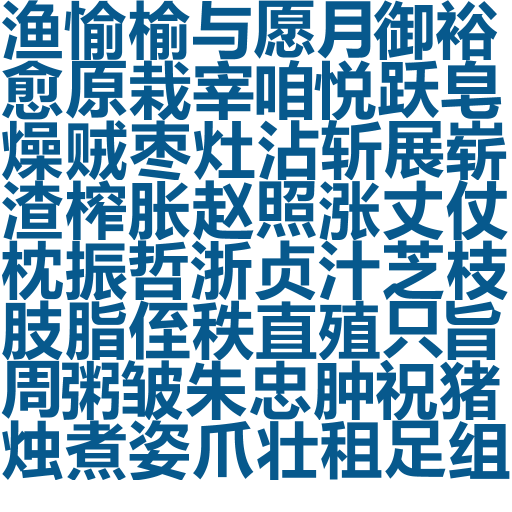 渔愉榆与愿月御裕
愈原栽宰咱悦跃皂
燥贼枣灶沾斩展崭
渣榨胀赵照涨丈仗
枕振哲浙贞汁芝枝
肢脂侄秩直殖只旨
周粥皱朱忠肿祝猪
烛煮姿爪壮租足组